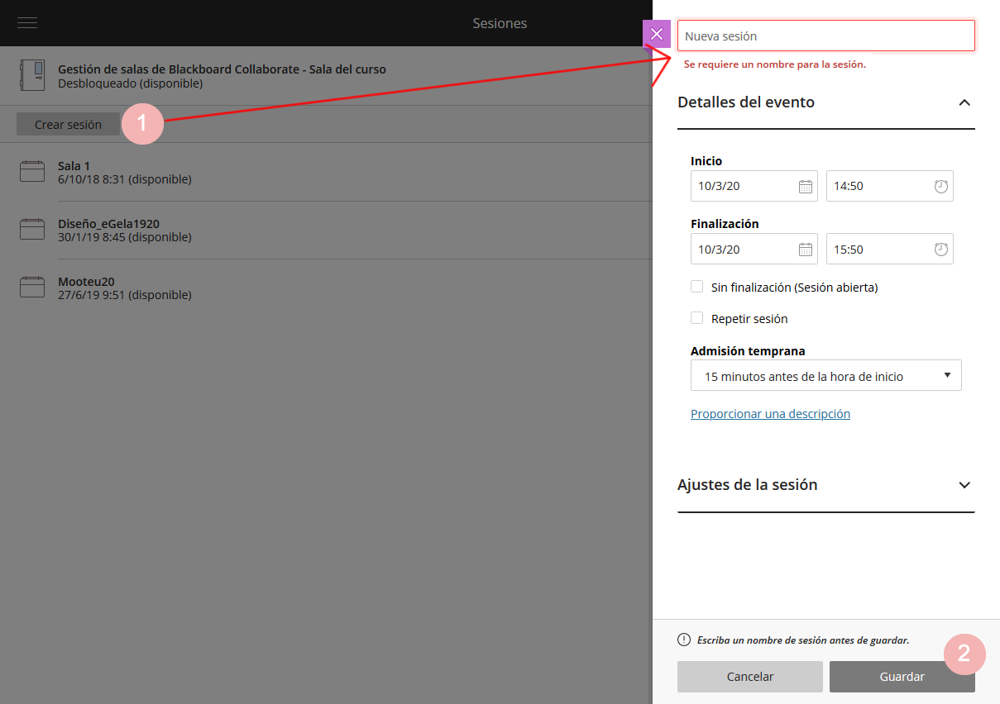 Sesiones
Gestión de salas de Blackboard Collaborate - Sala del curso
Desbloqueado (disponible)
Crear sesión
1
Sala 1
6/10/18 8:31 (disponible)
Diseño_eGela1920
30/1/19 8:45 (disponible)
Mooteu20
27/6/19 9:51 (disponible)
Nueva sesión
Se requiere un nombre para la sesión.
Detalles del evento
Inicio
10/3/20 14:50
Finalización
10/3/20 15:50
Sin finalización (Sesión abierta)
Repetir sesión
Admisión temprana
15 minutos antes de la hora de inicio
Proporcionar una descripción
Ajustes de la sesión
Escriba un nombre de sesión antes de guardar.
2
Cancelar Guardar